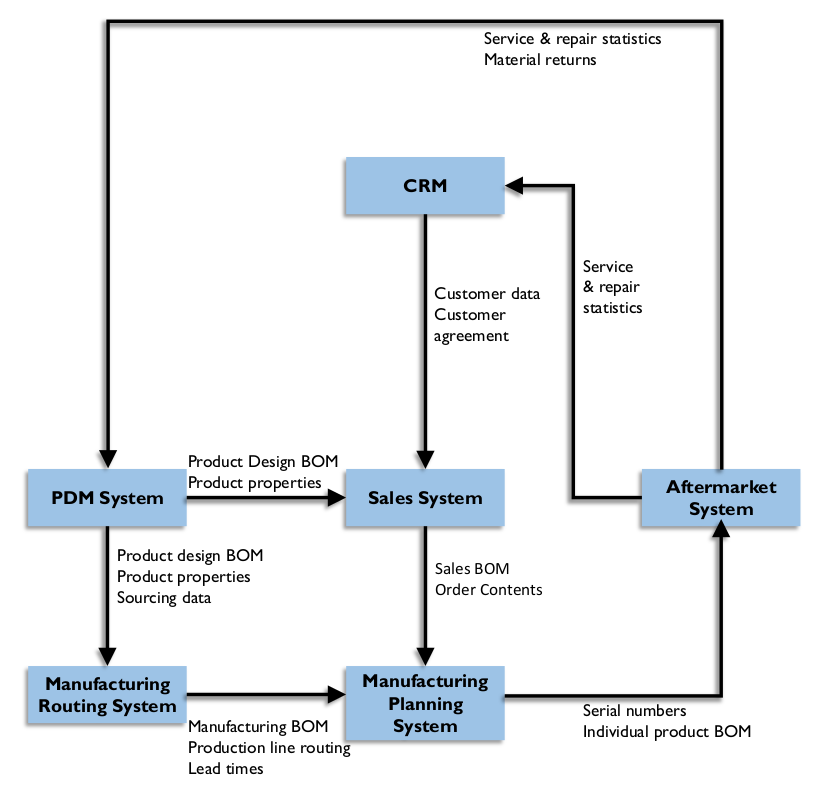 Service & repair statistics
Material returns
CRM
Service
& repair
statistics
Customer data
Customer
agreement
Product Design BOM
Product properties
PDM System
Sales System
Aftermarket
System
Product design BOM
Product properties
Sourcing data
Sales BOM
Order Contents
Manufacturing
Routing System
Manufacturing
Planning
System
Manufacturing BOM
Production line routing
Lead times
Serial numbers
Individual product BOM